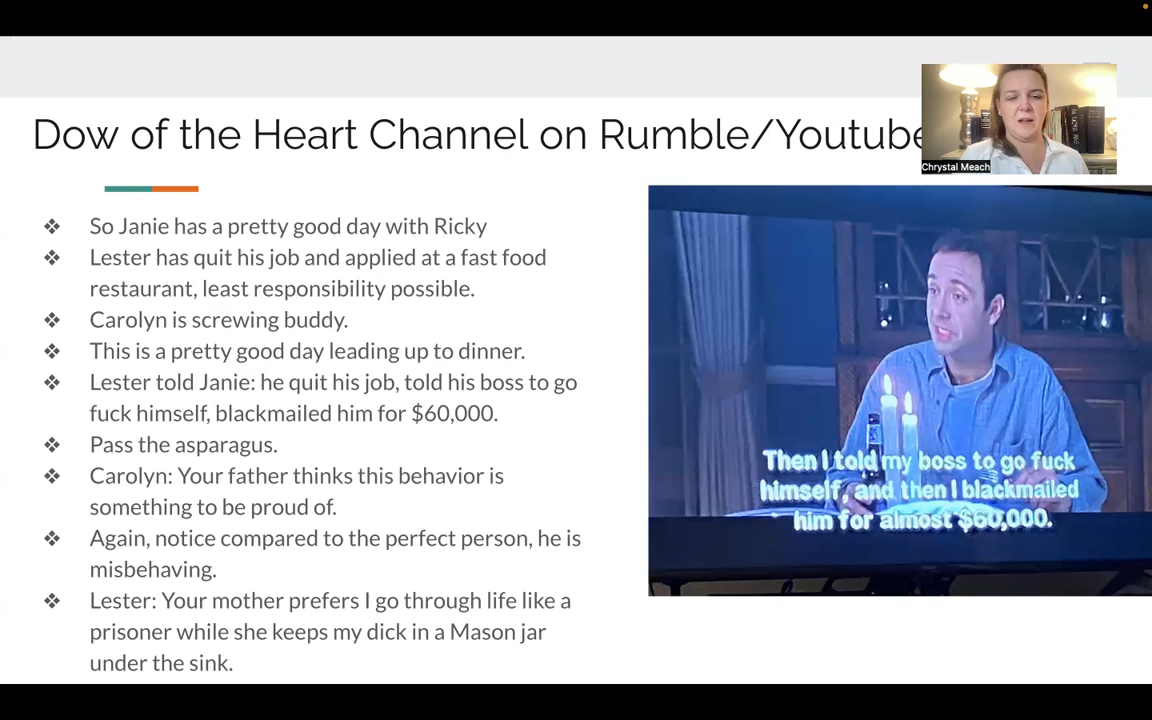 Dow of the Heart Channel on Rumble/Youtube
Chrystal Meach
❖ So Janie has a pretty good day with Ricky
❖ Lester has quit his job and applied at a fast food
restaurant, least responsibility possible.
❖ Carolyn is screwing buddy.
❖ This is a pretty good day leading up to dinner.
❖ Lester told Janie: he quit his job, told his boss to go
fuck himself, blackmailed him for $60,000.
❖ Pass the asparagus.
❖ Carolyn: Your father thinks this behavior is
something to be proud of.
❖ Again, notice compared to the perfect person, he is
misbehaving.
❖ Lester: Your mother prefers I go through life like a
prisoner while she keeps my dick in a Mason jar
under the sink.
Then I told my boss to go fuck
himself, and then I blackmailed
him for almost $60,000.